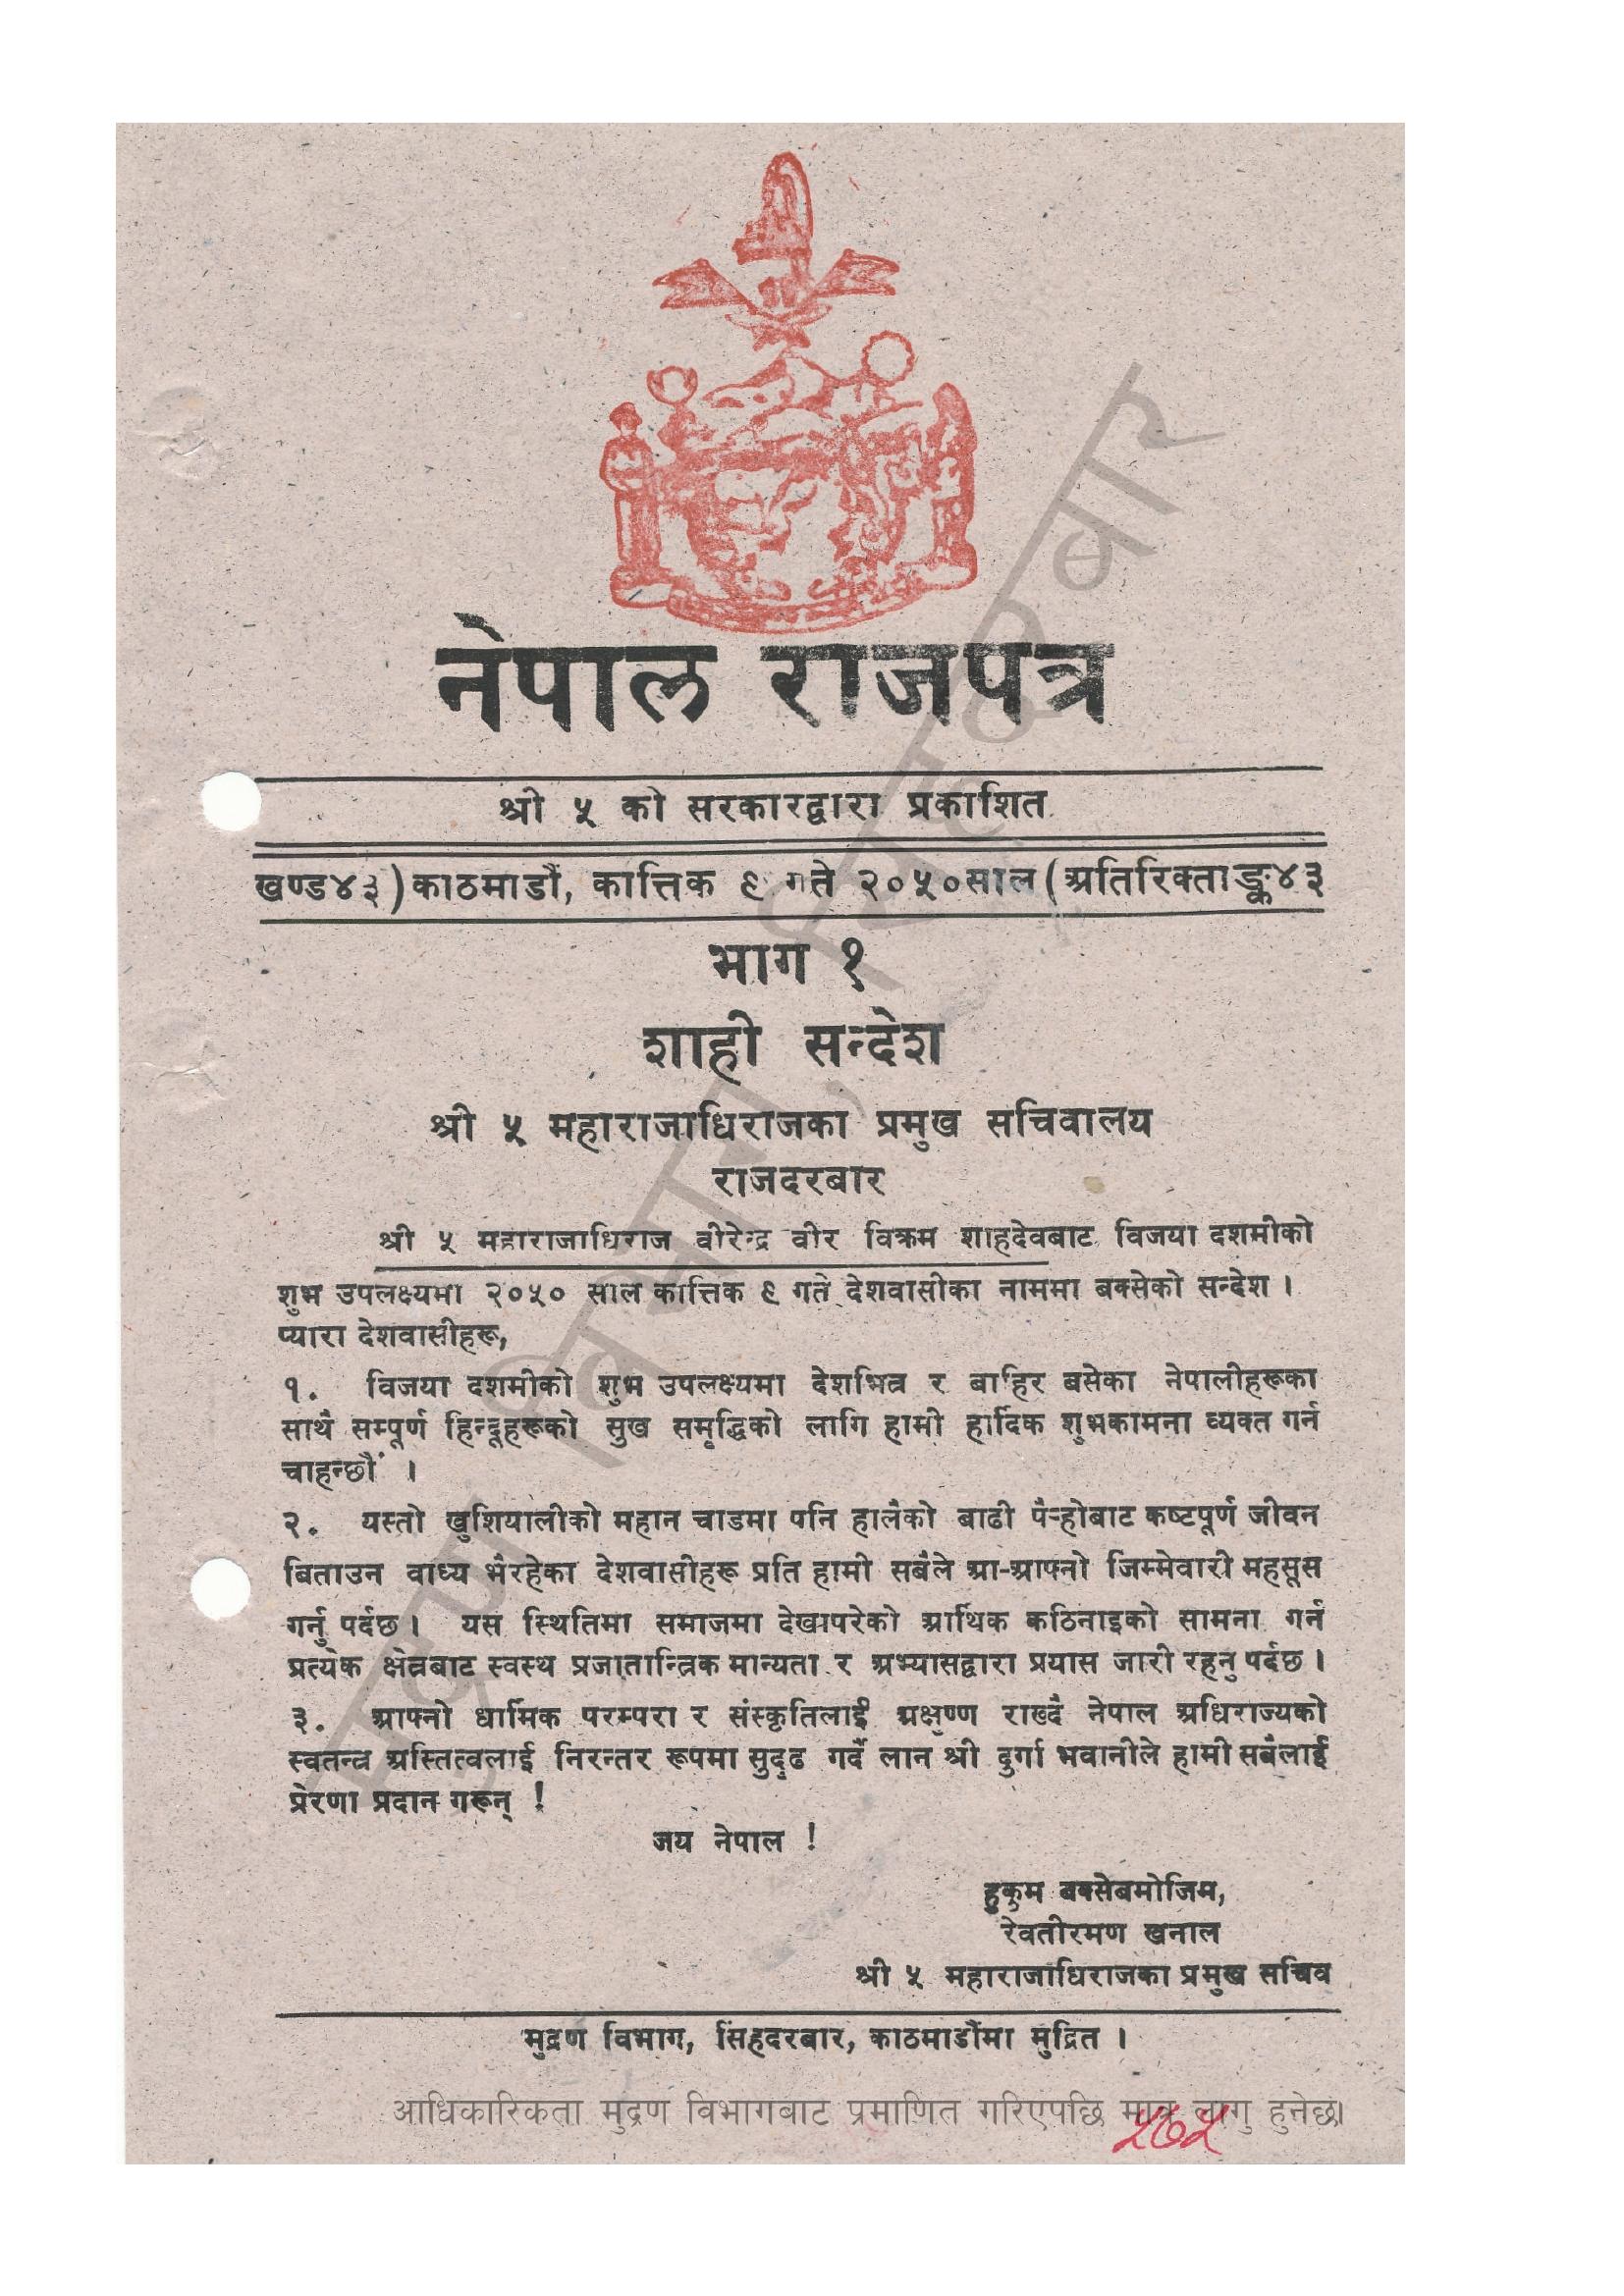 नेपाल राजपत्र
श्री ५ को सरकारद्वारा प्रकाशित
खण्ड४३) काठमाडौं, कात्तिक ९ गते २०५०साल (अतिरिक्ताङ्क४३
भाग १
शाही सन्देश
श्री ५ महाराजाधिराजका प्रमुख सचिवालय
राजदरबार
श्री ५ महाराजाधिराज वीरेन्द्र वीर विक्रम शाहदेवबाट विजया दशमीको
शुभ उपलक्ष्यमा २०५० साल कात्तिक ९ गते देशवासीका नाममा बक्सेको सन्देश ।
प्यारा देशवासीहरू,
१. विजया दशमीको शुभ उपलक्ष्यमा देशभित्र र बाहिर बसेका नेपालीहरूका
साथै सम्पूर्ण हिन्दूहरूको सुख समृद्धिको लागि हामी हार्दिक शुभकामना व्यक्त गर्न
चाहन्छौं ।
२. यस्तो खुशियालीको महान चाडमा पनि हालैको बाढी पैन्होबाट कष्टपूर्ण जीवन
बिताउन वाध्य भैरहेका देशवासीहरू प्रति हामी सबैले आ-आफ्नो जिम्मेवारी महसूस
गर्नु पर्दछ । यस स्थितिमा समाजमा देखापरेको आर्थिक कठिनाइको सामना गर्न
प्रत्येक क्षेत्रबाट स्वस्थ प्रजातान्त्रिक मान्यता र अभ्यासद्वारा प्रयास जारी रहनु पर्दछ ।
३. आफ्नो धार्मिक परम्परा र संस्कृतिलाई अक्षुण्ण राख्दै नेपाल अधिराज्यको
स्वतन्त्र अस्तित्वलाई निरन्तर रूपमा सुदृढ गर्दै लान श्री दुर्गा भवानीले हामी सबैलाई
प्रेरणा प्रदान गरून् !
जय नेपाल !
हुकुम बक्सेबमोजिम,
रेवतीरमण खनाल
श्री ५ महाराजाधिराजका प्रमुख सचिव
मुद्रण विभाग, सिंहदरबार, काठमाडौंमा मुद्रित ।
आधिकारिकता मुद्रण विभागबाट प्रमाणित गरिएपछि मात्र लागु हुनेछ।
५७५
मुद्रण विभाग, सिंहदरबार